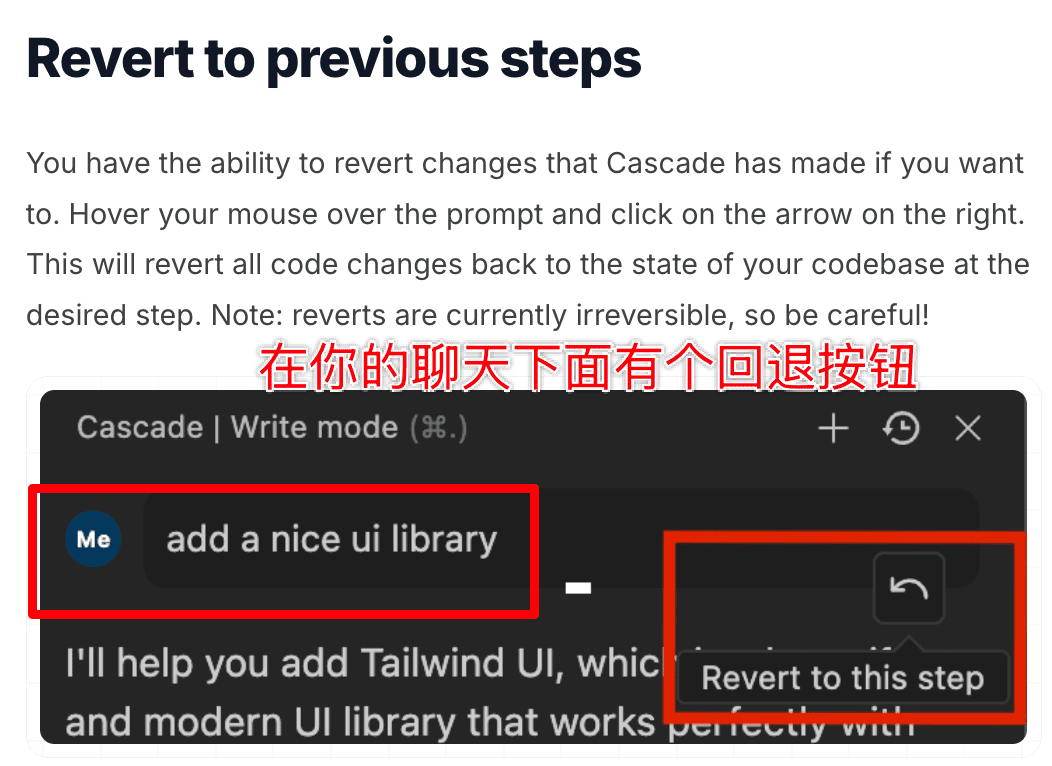 Revert to previous steps
You have the ability to revert changes that Cascade has made if you want
to. Hover your mouse over the prompt and click on the arrow on the right.
This will revert all code changes back to the state of your codebase at the
desired step. Note: reverts are currently irreversible, so be careful!
在你的聊天下面有个回退按钮
Cascade | Write mode (⌘.)
Me add a nice ui library
I'll help you add Tailwind UI, which
Revert to this step
and modern UI library that works perfectly with